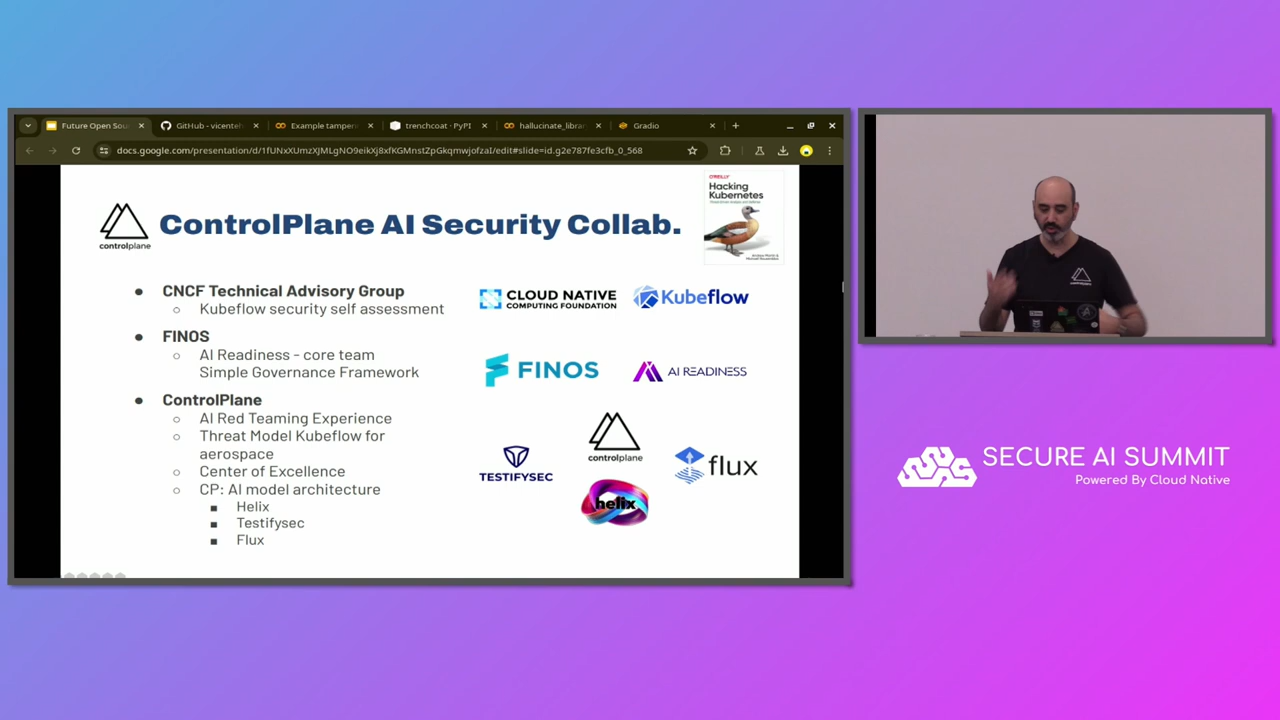 Future Open Sou
GitHub - vicenteh
Example tampere
trenchcoat · PyPI
hallucinate_librar
Gradio
docs.google.com/presentation/d/1fUNxXUmzXJMLgNO9eikXj8xfKGMnstZpGkqmwjofzaI/edit#slide=id.g2e787fe3cfb_0_568
controlplane
ControlPlane AI Security Collab.
O'REILLY
Hacking
Kubernetes
CNCF Technical Advisory Group
Kubeflow security self assessment
CLOUD NATIVE
COMPUTING FOUNDATION
Kubeflow
FINOS
AI Readiness - core team
Simple Governance Framework
FINOS
AI READINESS
ControlPlane
AI Red Teaming Experience
Threat Model Kubeflow for
aerospace
Center of Excellence
CP: AI model architecture
Helix
Testifysec
Flux
TESTIFYSEC
controlplane
flux
helix
controlplane
SECURE AI SUMMIT
Powered By Cloud Native